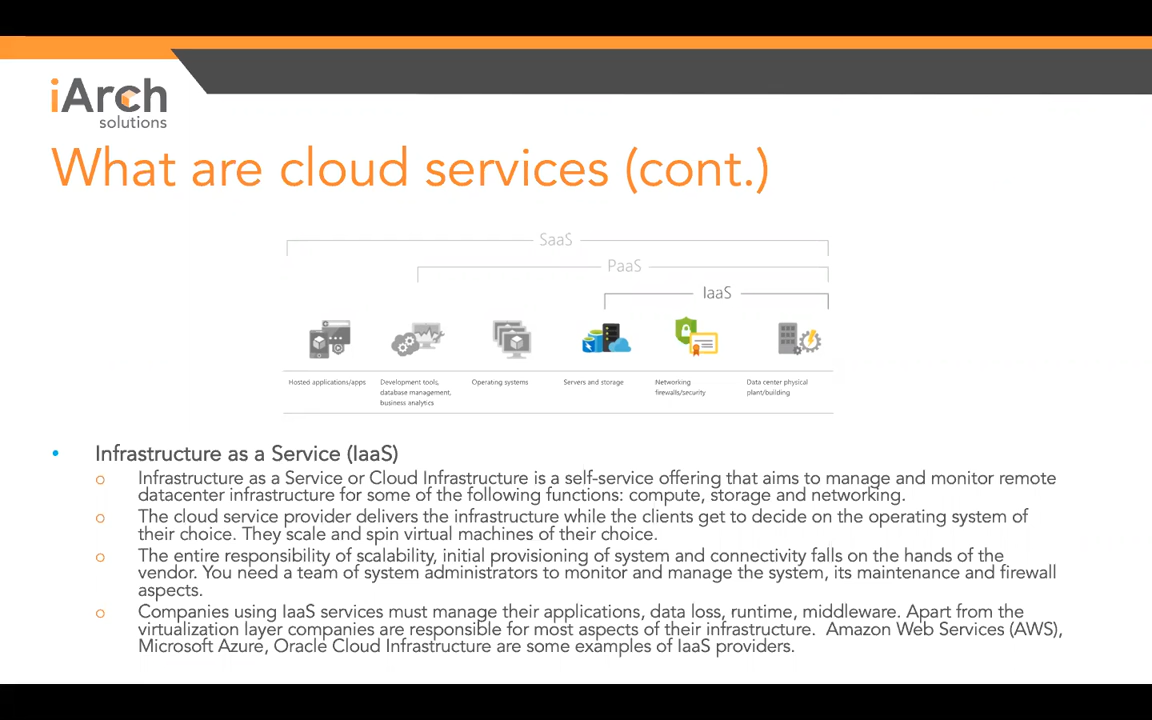 iArch
solutions
What are cloud services (cont.)
SaaS
PaaS
IaaS
Hosted applications/apps
Development tools,
database management,
business analytics
Operating systems
Servers and storage
Networking
firewalls/security
Data center physical
plant/building
• Infrastructure as a Service (IaaS)
o Infrastructure as a Service or Cloud Infrastructure is a self-service offering that aims to manage and monitor remote
datacenter infrastructure for some of the following functions: compute, storage and networking.
o The cloud service provider delivers the infrastructure while the clients get to decide on the operating system of
their choice. They scale and spin virtual machines of their choice.
o The entire responsibility of scalability, initial provisioning of system and connectivity falls on the hands of the
vendor. You need a team of system administrators to monitor and manage the system, its maintenance and firewall
aspects.
o Companies using IaaS services must manage their applications, data loss, runtime, middleware. Apart from the
virtualization layer companies are responsible for most aspects of their infrastructure.  Amazon Web Services (AWS),
Microsoft Azure, Oracle Cloud Infrastructure are some examples of IaaS providers.